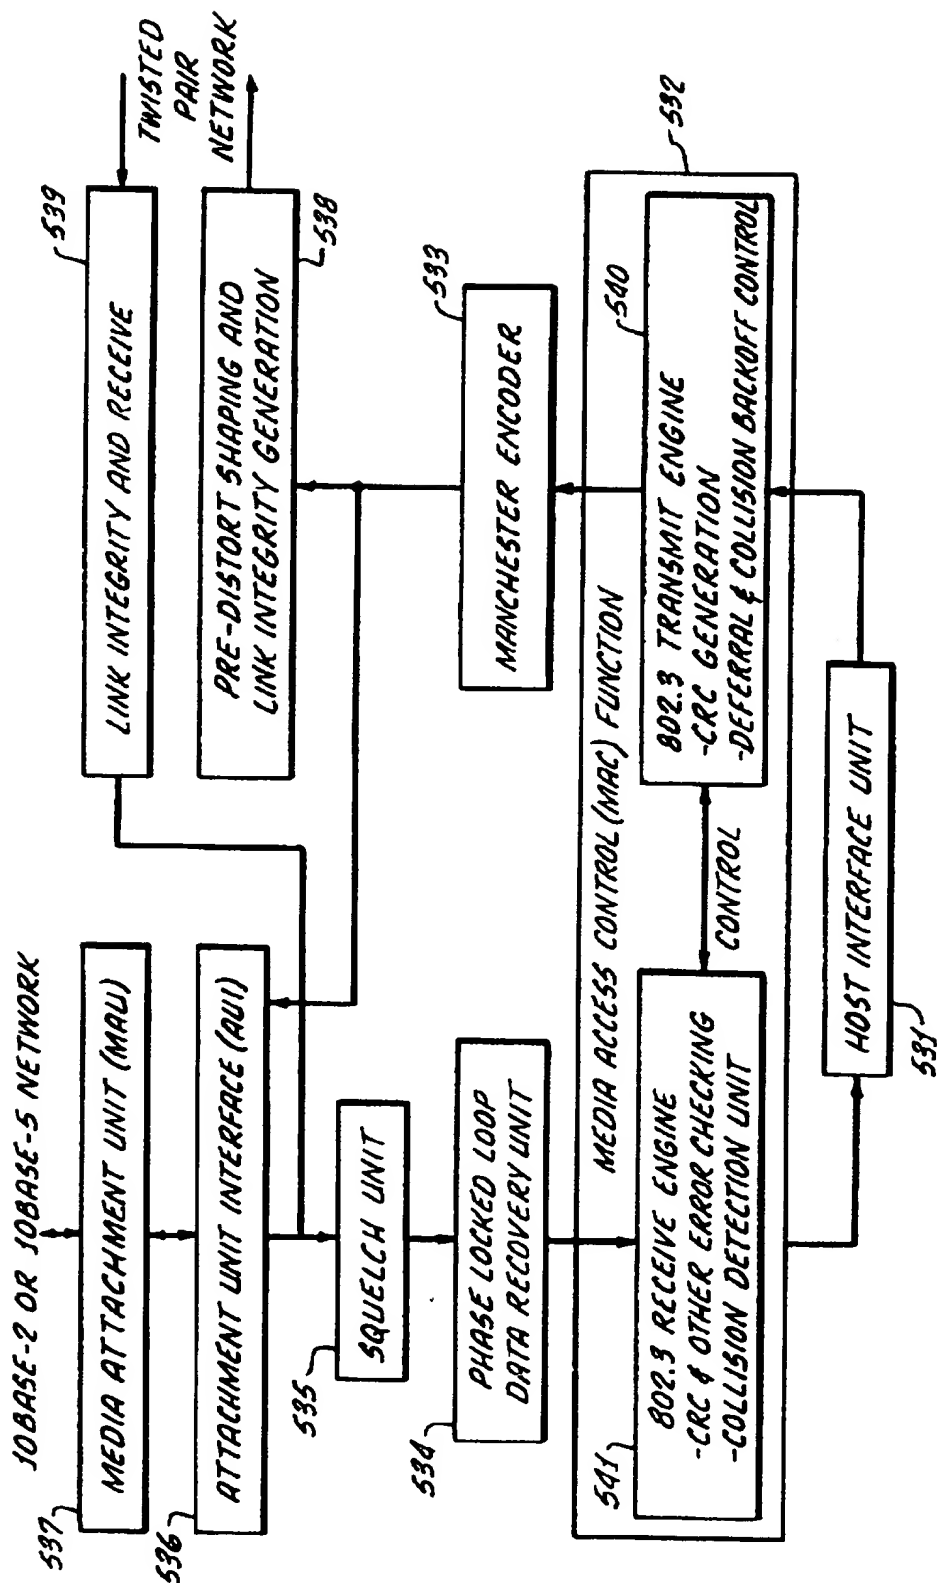 10BASE-2 OR 10BASE-5 NETWORK
537
MEDIA ATTACHMENT UNIT (MAU)
536
ATTACHMENT UNIT INTERFACE (AUI)
535
SQUELCH UNIT
534
PHASE LOCKED LOOP
DATA RECOVERY UNIT
539
LINK INTEGRITY AND RECEIVE
TWISTED
PAIR
NETWORK
PRE-DISTORT SHAPING AND
LINK INTEGRITY GENERATION
538
533
MANCHESTER ENCODER
532
MEDIA ACCESS CONTROL (MAC) FUNCTION
541
802.3 RECEIVE ENGINE
-CRC & OTHER ERROR CHECKING
-COLLISION DETECTION UNIT
CONTROL
540
802.3 TRANSMIT ENGINE
-CRC GENERATION
-DEFERRAL & COLLISION BACKOFF CONTROL
HOST INTERFACE UNIT
531